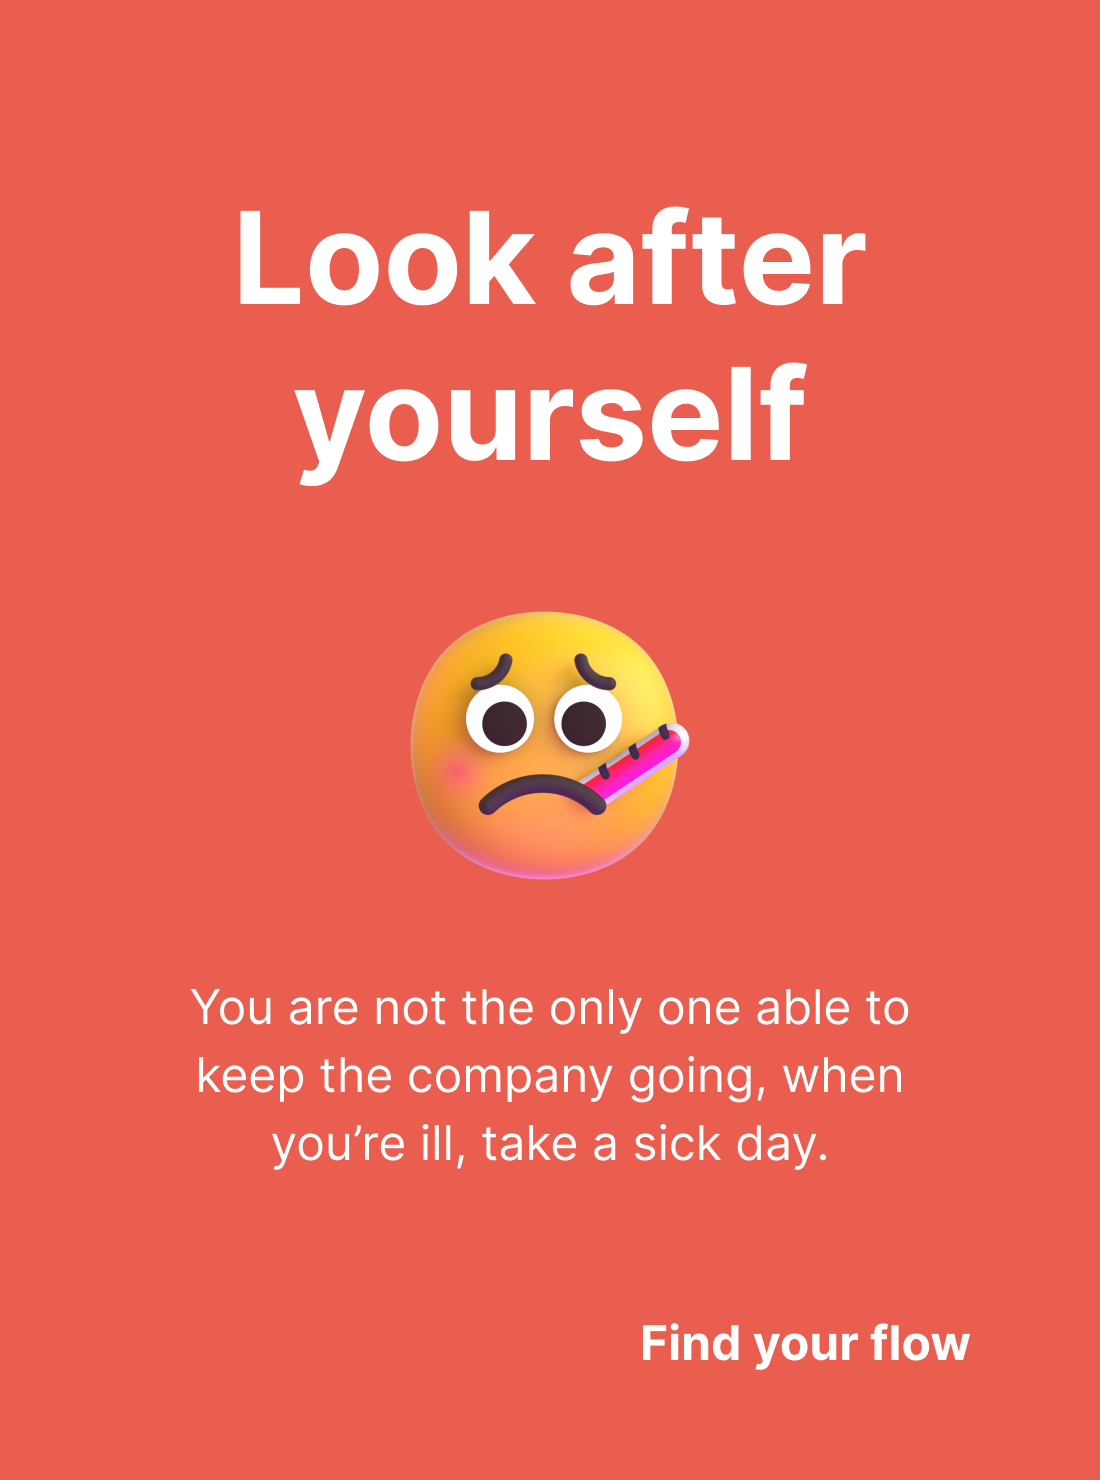 Look after
yourself
You are not the only one able to
keep the company going, when
you’re ill, take a sick day.
Find your flow